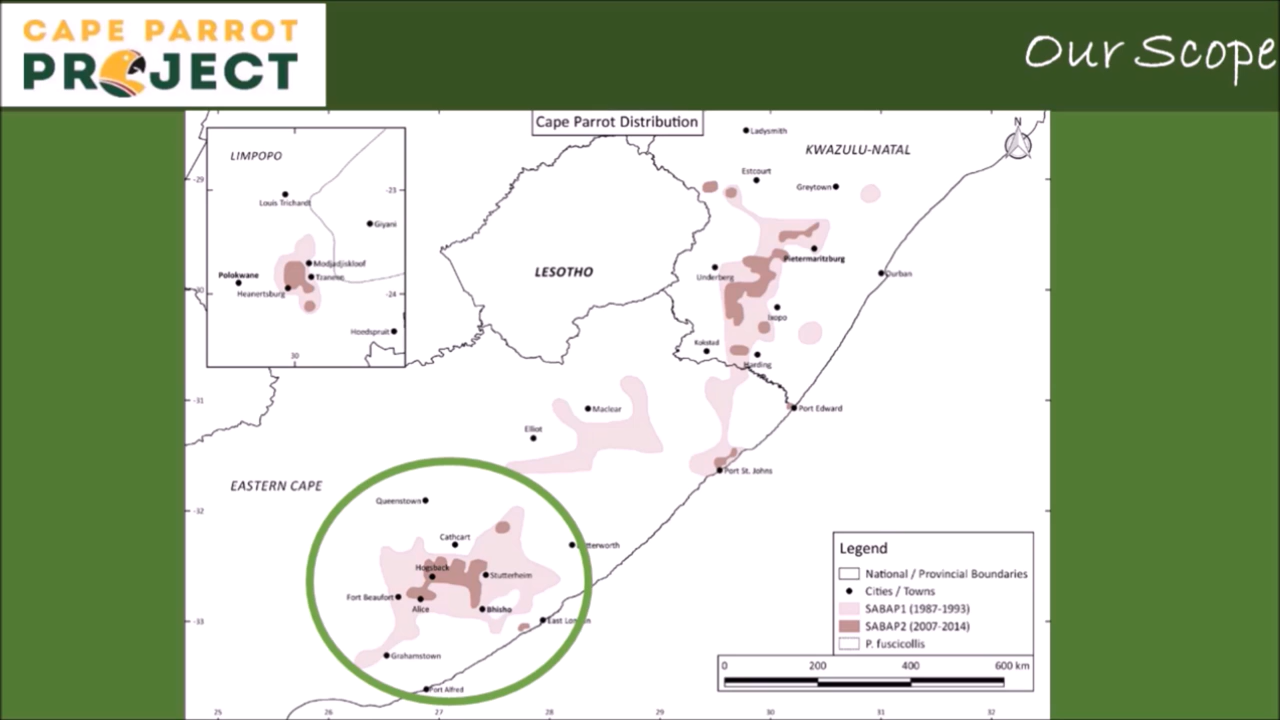 CAPE PARROT
PROJECT
Our Scope
Cape Parrot Distribution
N
LIMPOPO
Louis Trichardt
Giyani
Modjadjiskloof
Polokwane
Tzaneen
Heanertsburg
Hoedspruit
30
-23
-24
Ladysmith
KWAZULU-NATAL
Estcourt
Greytown
Pietermaritzburg
Underberg
Durban
Ixopo
Kokstad
Harding
LESOTHO
Maclear
Port Edward
Elliot
Port St. Johns
EASTERN CAPE
Queenstown
Cathcart
Butterworth
Hogsback
Stutterheim
Fort Beaufort
Alice
Bhisho
East London
Grahamstown
Port Alfred
-29
-30
-31
-32
-33
25 26 27 28 29 30 31 32
Legend
National / Provincial Boundaries
Cities / Towns
SABAP1 (1987-1993)
SABAP2 (2007-2014)
P. fuscicollis
0 200 400 600 km